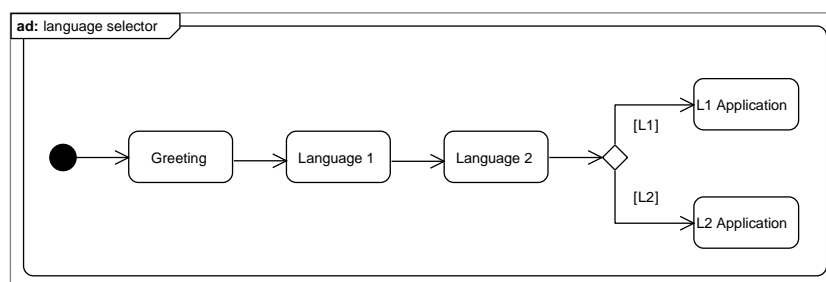 ad: language selector
Greeting
Language 1
Language 2
[L1]
L1 Application
[L2]
L2 Application